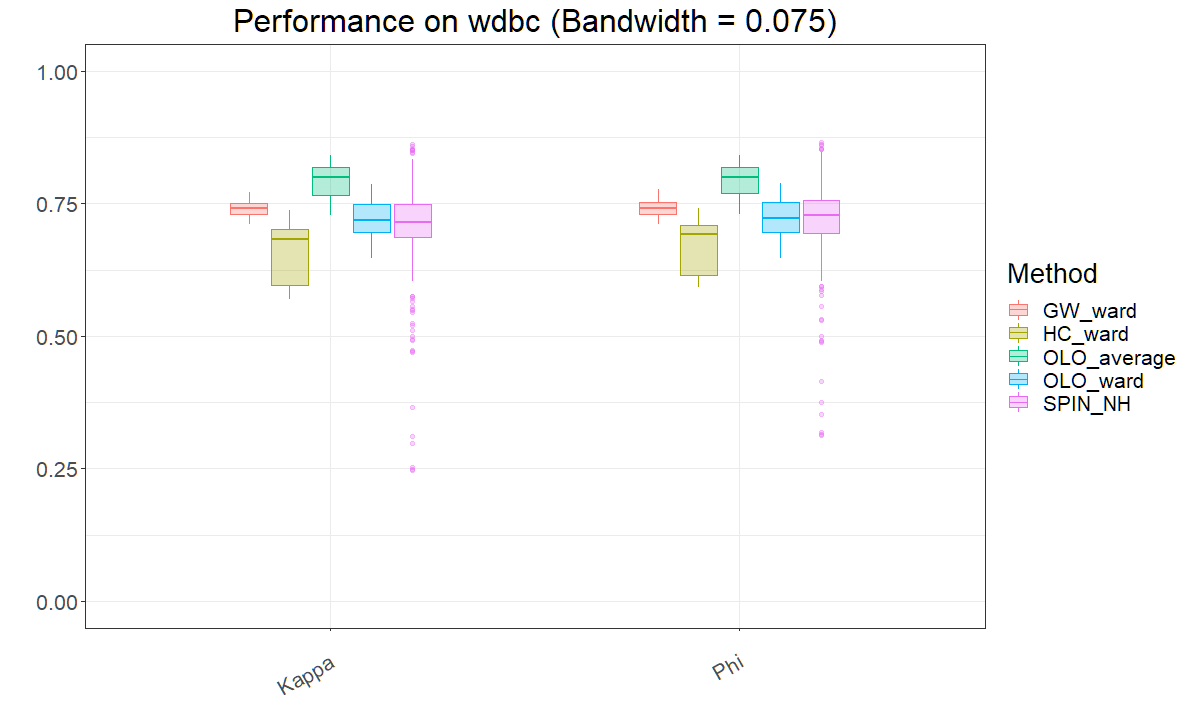 Performance on wdbc (Bandwidth = 0.075)
1.00
0.75
0.50
0.25
0.00
Kappa
Phi
Method
GW_ward
HC_ward
OLO_average
OLO_ward
SPIN_NH